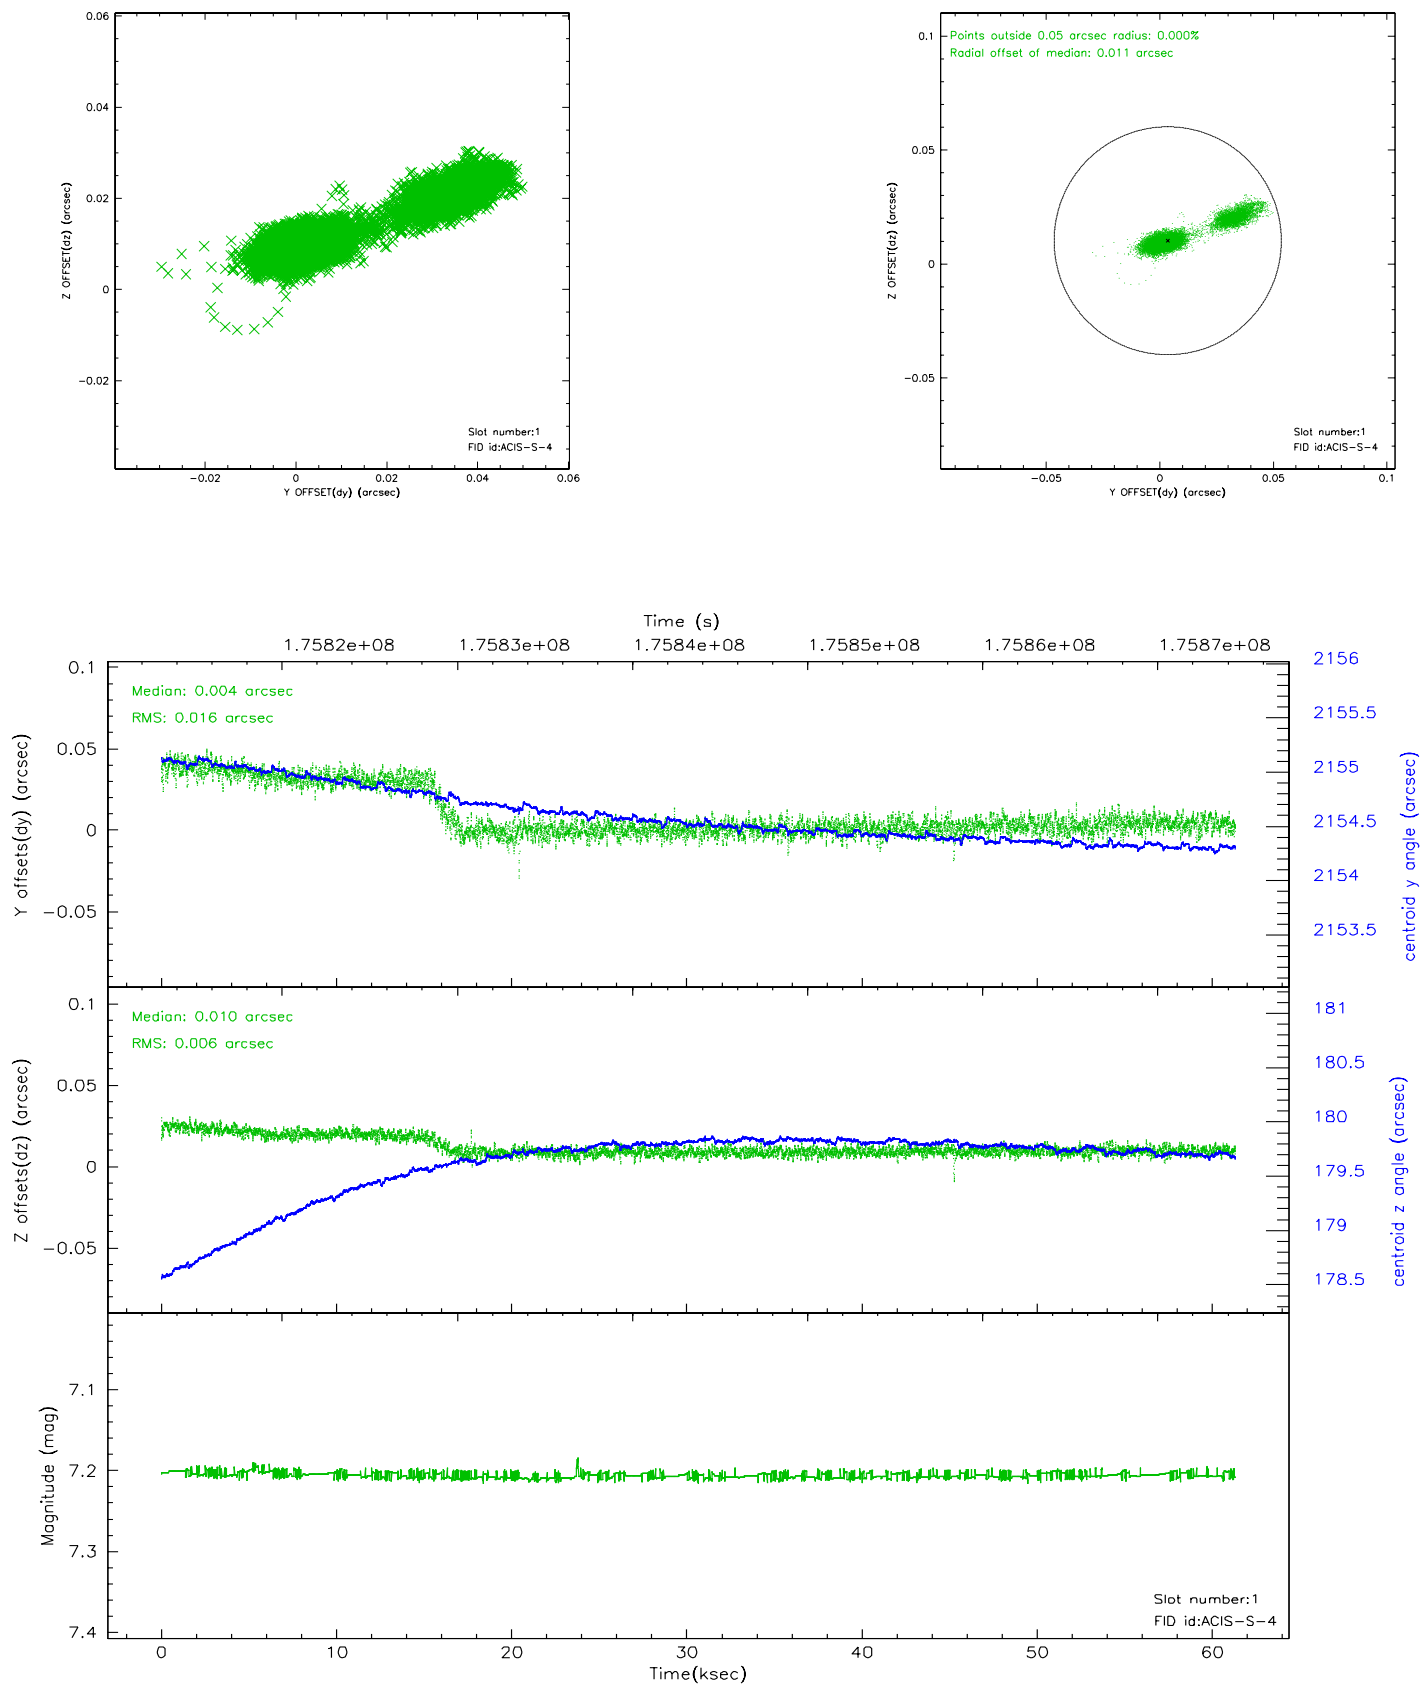 0.06
0.04
0.02
0
−0.02
Z OFFSET(dz) (arcsec)
Slot number:1
FID id:ACIS−S−4
−0.02 0 0.02 0.04 0.06
Y OFFSET(dy) (arcsec)
Points outside 0.05 arcsec radius: 0.000%
Radial offset of median: 0.011 arcsec
0.1
0.05
0
−0.05
Z OFFSET(dz) (arcsec)
Slot number:1
FID id:ACIS−S−4
−0.05 0 0.05 0.1
Y OFFSET(dy) (arcsec)
Time (s)
1.7582e+08 1.7583e+08 1.7584e+08 1.7585e+08 1.7586e+08 1.7587e+08
Median: 0.004 arcsec
RMS: 0.016 arcsec
0.1
0.05
0
−0.05
Y offsets(dy) (arcsec)
2156
2155.5
2155
2154.5
2154
2153.5
centroid y angle (arcsec)
Median: 0.010 arcsec
RMS: 0.006 arcsec
0.1
0.05
0
−0.05
Z offsets(dz) (arcsec)
181
180.5
180
179.5
179
178.5
centroid z angle (arcsec)
7.1
7.2
7.3
7.4
Magnitude (mag)
Slot number:1
FID id:ACIS−S−4
0 10 20 30 40 50 60
Time(ksec)